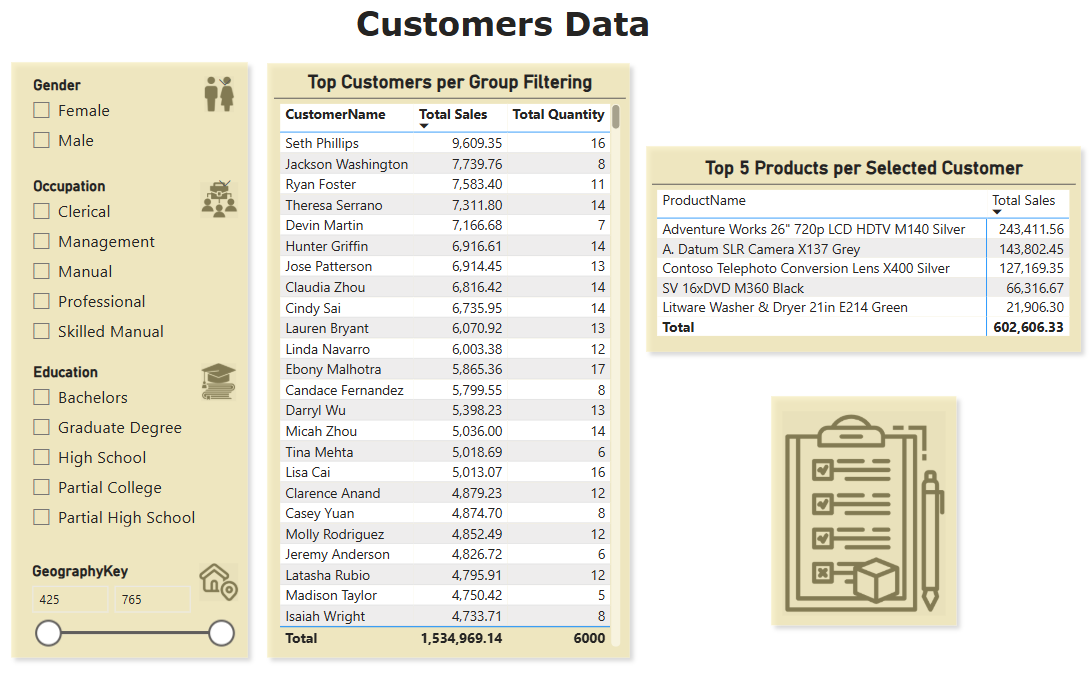 Customers Data
Gender
Female
Male
Occupation
Clerical
Management
Manual
Professional
Skilled Manual
Education
Bachelors
Graduate Degree
High School
Partial College
Partial High School
GeographyKey
425 765
Top Customers per Group Filtering
CustomerName Total Sales Total Quantity
Seth Phillips 9,609.35 16
Jackson Washington 7,739.76 8
Ryan Foster 7,583.40 11
Theresa Serrano 7,311.80 14
Devin Martin 7,166.68 7
Hunter Griffin 6,916.61 14
Jose Patterson 6,914.45 13
Claudia Zhou 6,816.42 14
Cindy Sai 6,735.95 14
Lauren Bryant 6,070.92 13
Linda Navarro 6,003.38 12
Ebony Malhotra 5,865.36 17
Candace Fernandez 5,799.55 8
Darryl Wu 5,398.23 13
Micah Zhou 5,036.00 14
Tina Mehta 5,018.69 6
Lisa Cai 5,013.07 16
Clarence Anand 4,879.23 12
Casey Yuan 4,874.70 8
Molly Rodriguez 4,852.49 12
Jeremy Anderson 4,826.72 6
Latasha Rubio 4,795.91 12
Madison Taylor 4,750.42 5
Isaiah Wright 4,733.71 8
Total 1,534,969.14 6000
Top 5 Products per Selected Customer
ProductName Total Sales
Adventure Works 26" 720p LCD HDTV M140 Silver 243,411.56
A. Datum SLR Camera X137 Grey 143,802.45
Contoso Telephoto Conversion Lens X400 Silver 127,169.35
SV 16xDVD M360 Black 66,316.67
Litware Washer & Dryer 21in E214 Green 21,906.30
Total 602,606.33